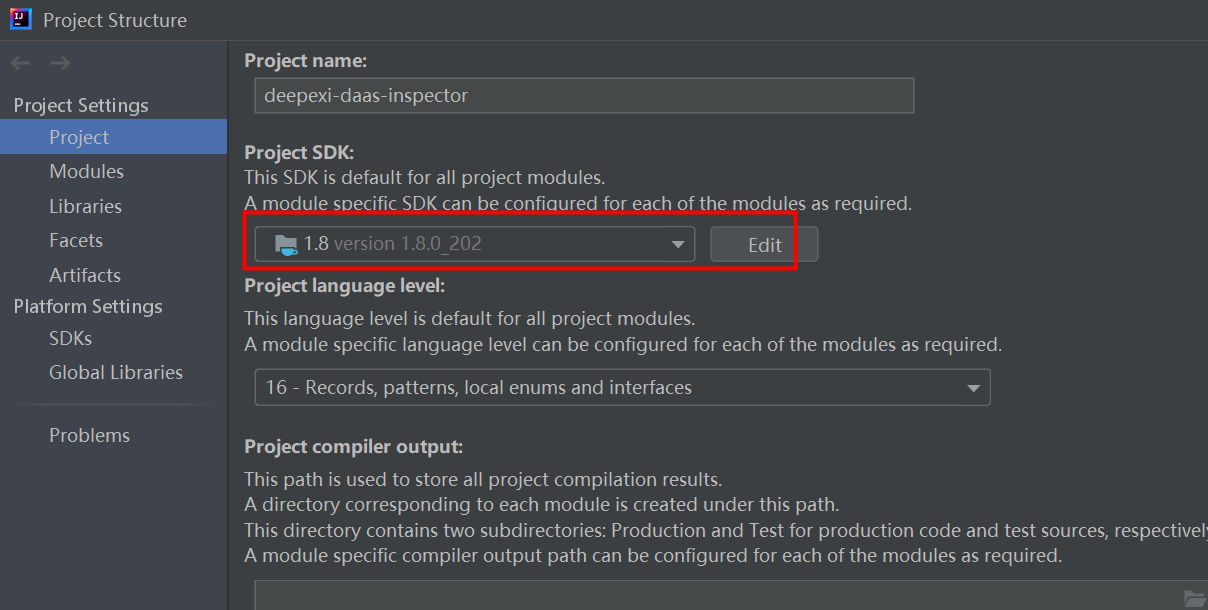 Project Structure
Project Settings
Project
Modules
Libraries
Facets
Artifacts
Platform Settings
SDKs
Global Libraries
Problems
Project name:
deepexi-daas-inspector
Project SDK:
This SDK is default for all project modules.
A module specific SDK can be configured for each of the modules as required.
1.8 version 1.8.0_202
Edit
Project language level:
This language level is default for all project modules.
A module specific language level can be configured for each of the modules as required.
16 - Records, patterns, local enums and interfaces
Project compiler output:
This path is used to store all project compilation results.
A directory corresponding to each module is created under this path.
This directory contains two subdirectories: Production and Test for production code and test sources, respectively
A module specific compiler output path can be configured for each of the modules as required.